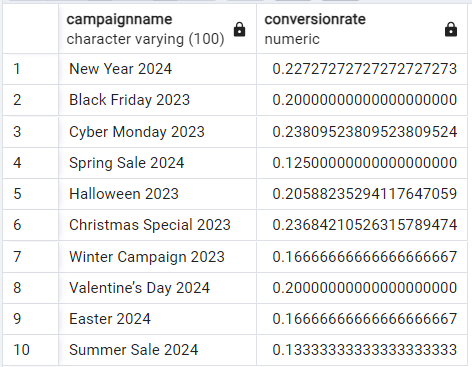 campaignname conversionrate
character varying (100) numeric
1 New Year 2024 0.22727272727272727273
2 Black Friday 2023 0.20000000000000000000
3 Cyber Monday 2023 0.23809523809523809524
4 Spring Sale 2024 0.12500000000000000000
5 Halloween 2023 0.20588235294117647059
6 Christmas Special 2023 0.23684210526315789474
7 Winter Campaign 2023 0.16666666666666666667
8 Valentine’s Day 2024 0.20000000000000000000
9 Easter 2024 0.16666666666666666667
10 Summer Sale 2024 0.13333333333333333333